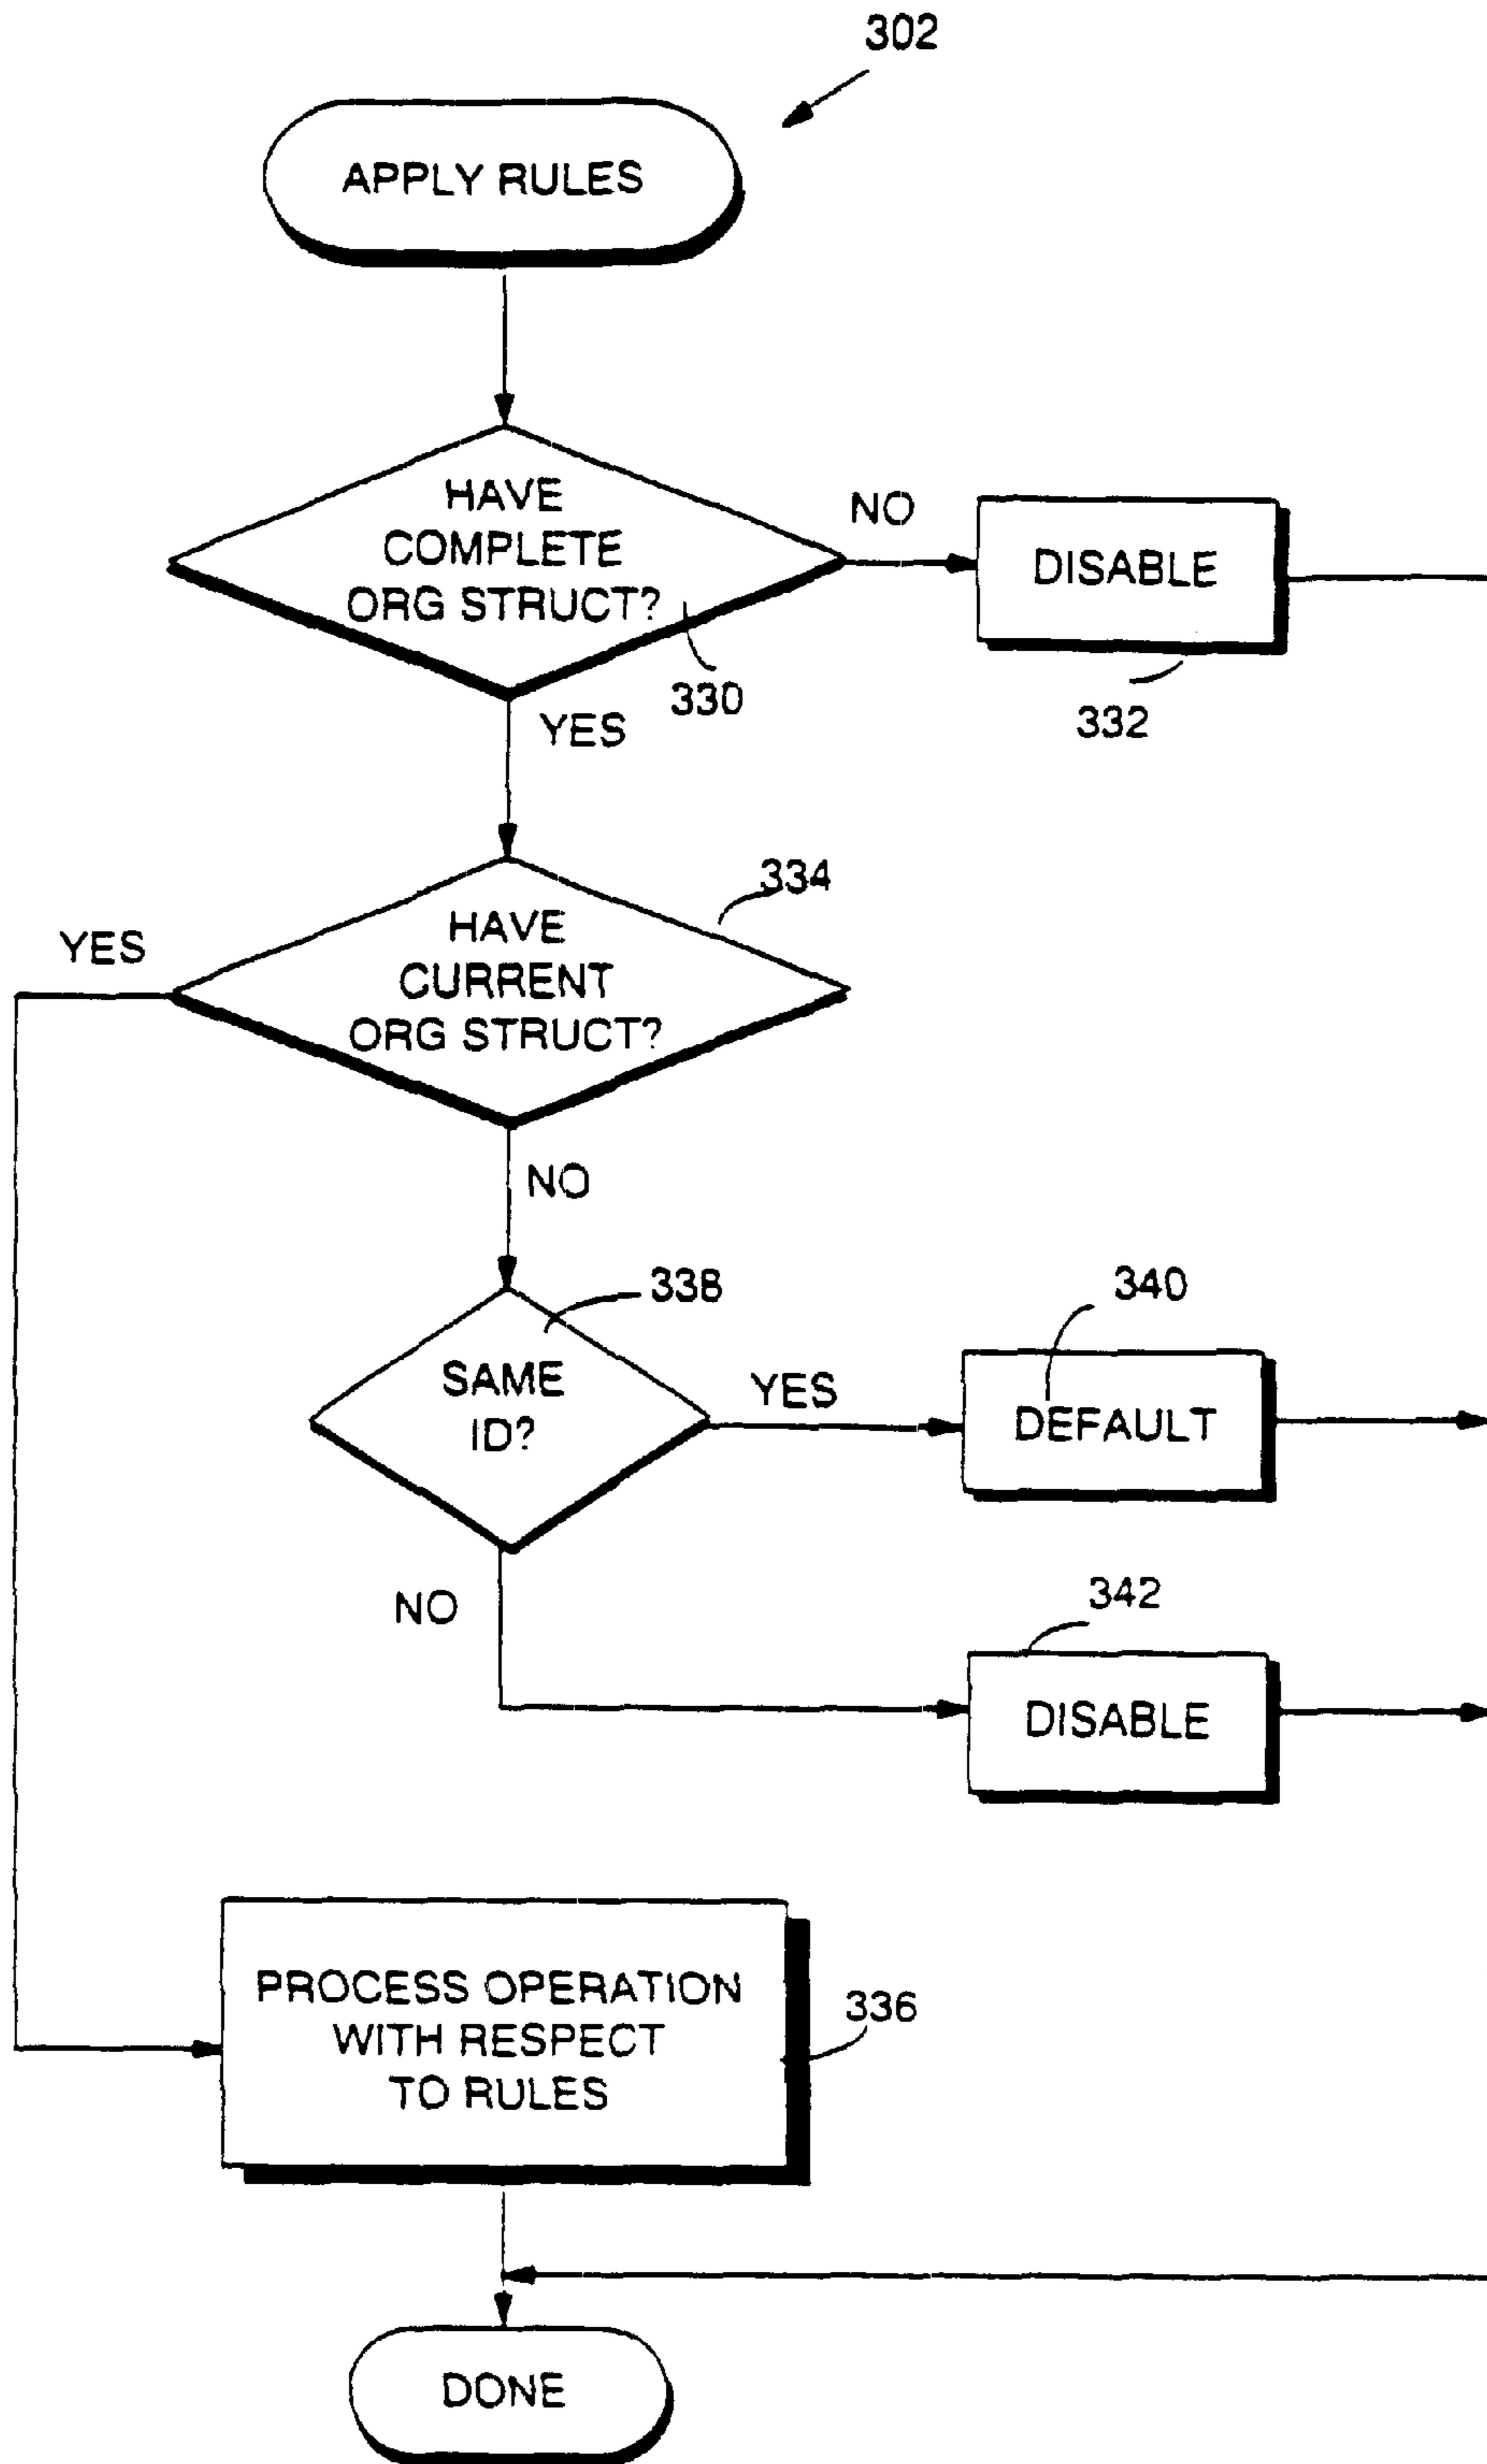 302
APPLY RULES
HAVE
COMPLETE
ORG STRUCT?
330
NO
DISABLE
332
YES
334
HAVE
CURRENT
ORG STRUCT?
YES
NO
338
SAME
ID?
YES
340
DEFAULT
NO
342
DISABLE
PROCESS OPERATION
WITH RESPECT
TO RULES
336
DONE